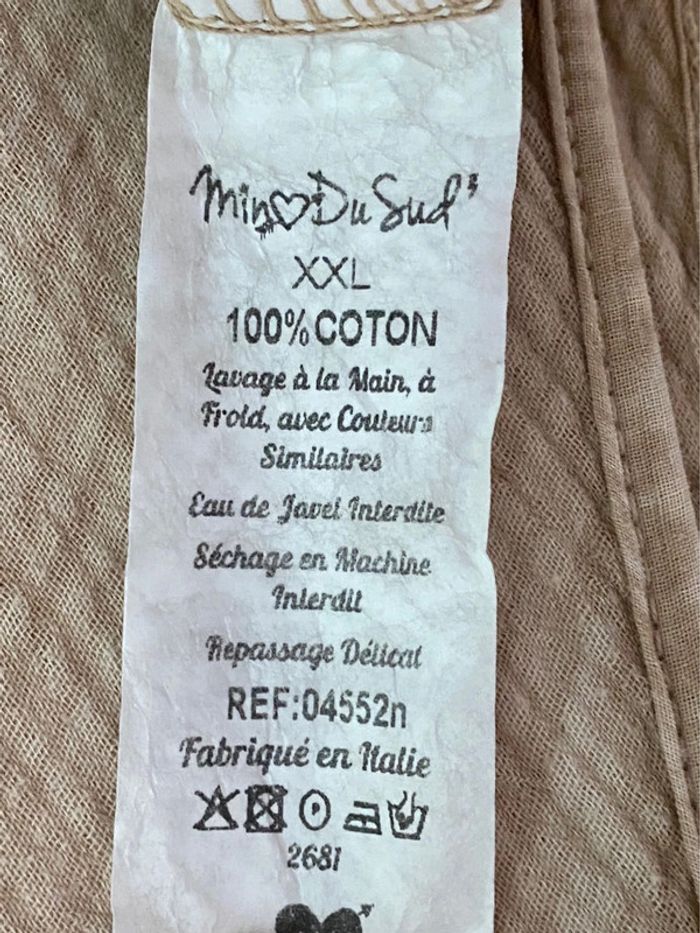 Min♡Du Sud
XXL
100% COTON
Lavage à la Main, à
Froid, avec Couleurs
Similaires
Eau de Javel Interdite
Séchage en Machine
Interdit
Repassage Délicat
REF:04552n
Fabriqué en Italie
2681